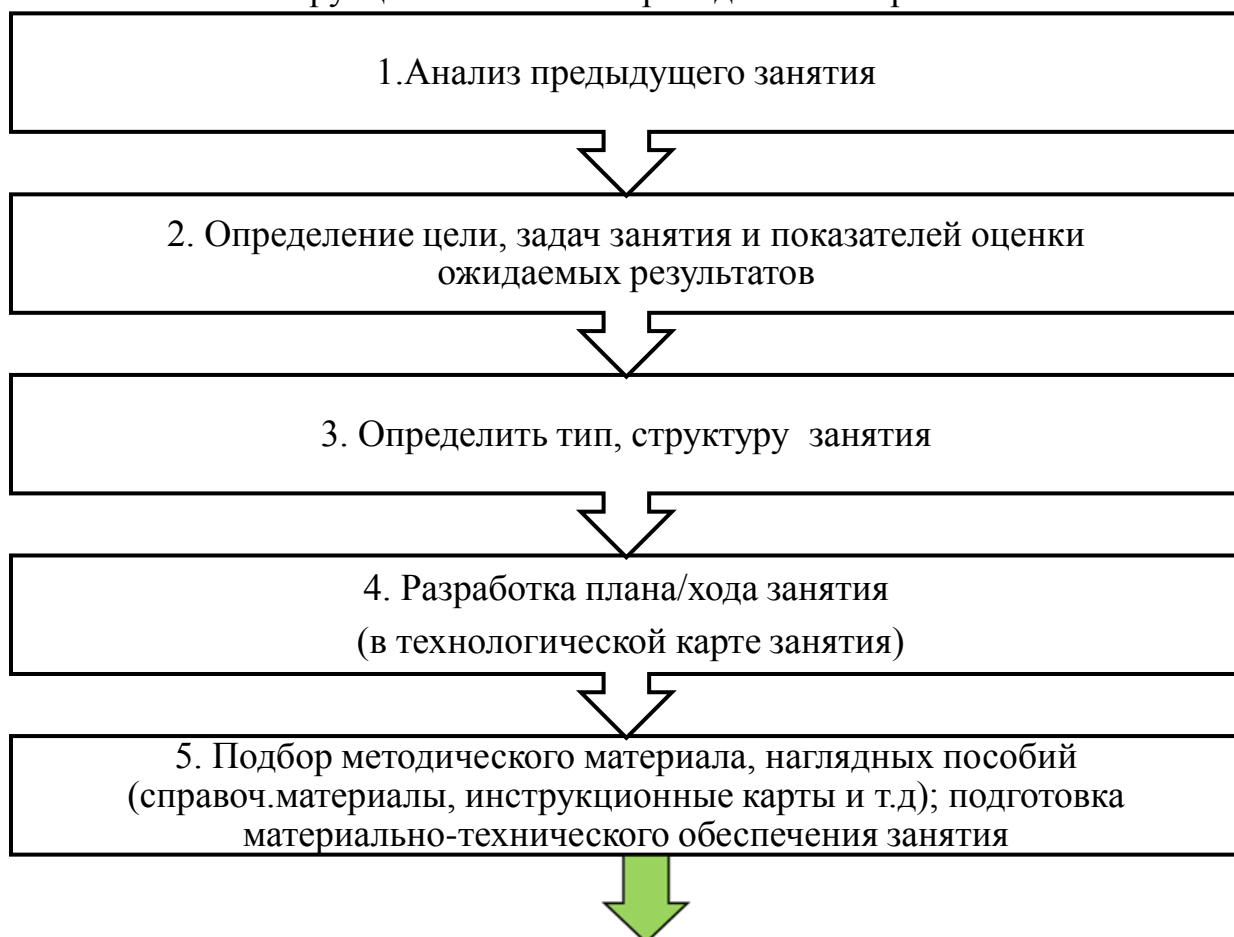 1.Анализ предыдущего занятия
2. Определение цели, задач занятия и показателей оценки
ожидаемых результатов
3. Определить тип, структуру занятия
4. Разработка плана/хода занятия
(в технологической карте занятия)
5. Подбор методического материала, наглядных пособий
(справоч.материалы, инструкционные карты и т.д); подготовка
материально-технического обеспечения занятия